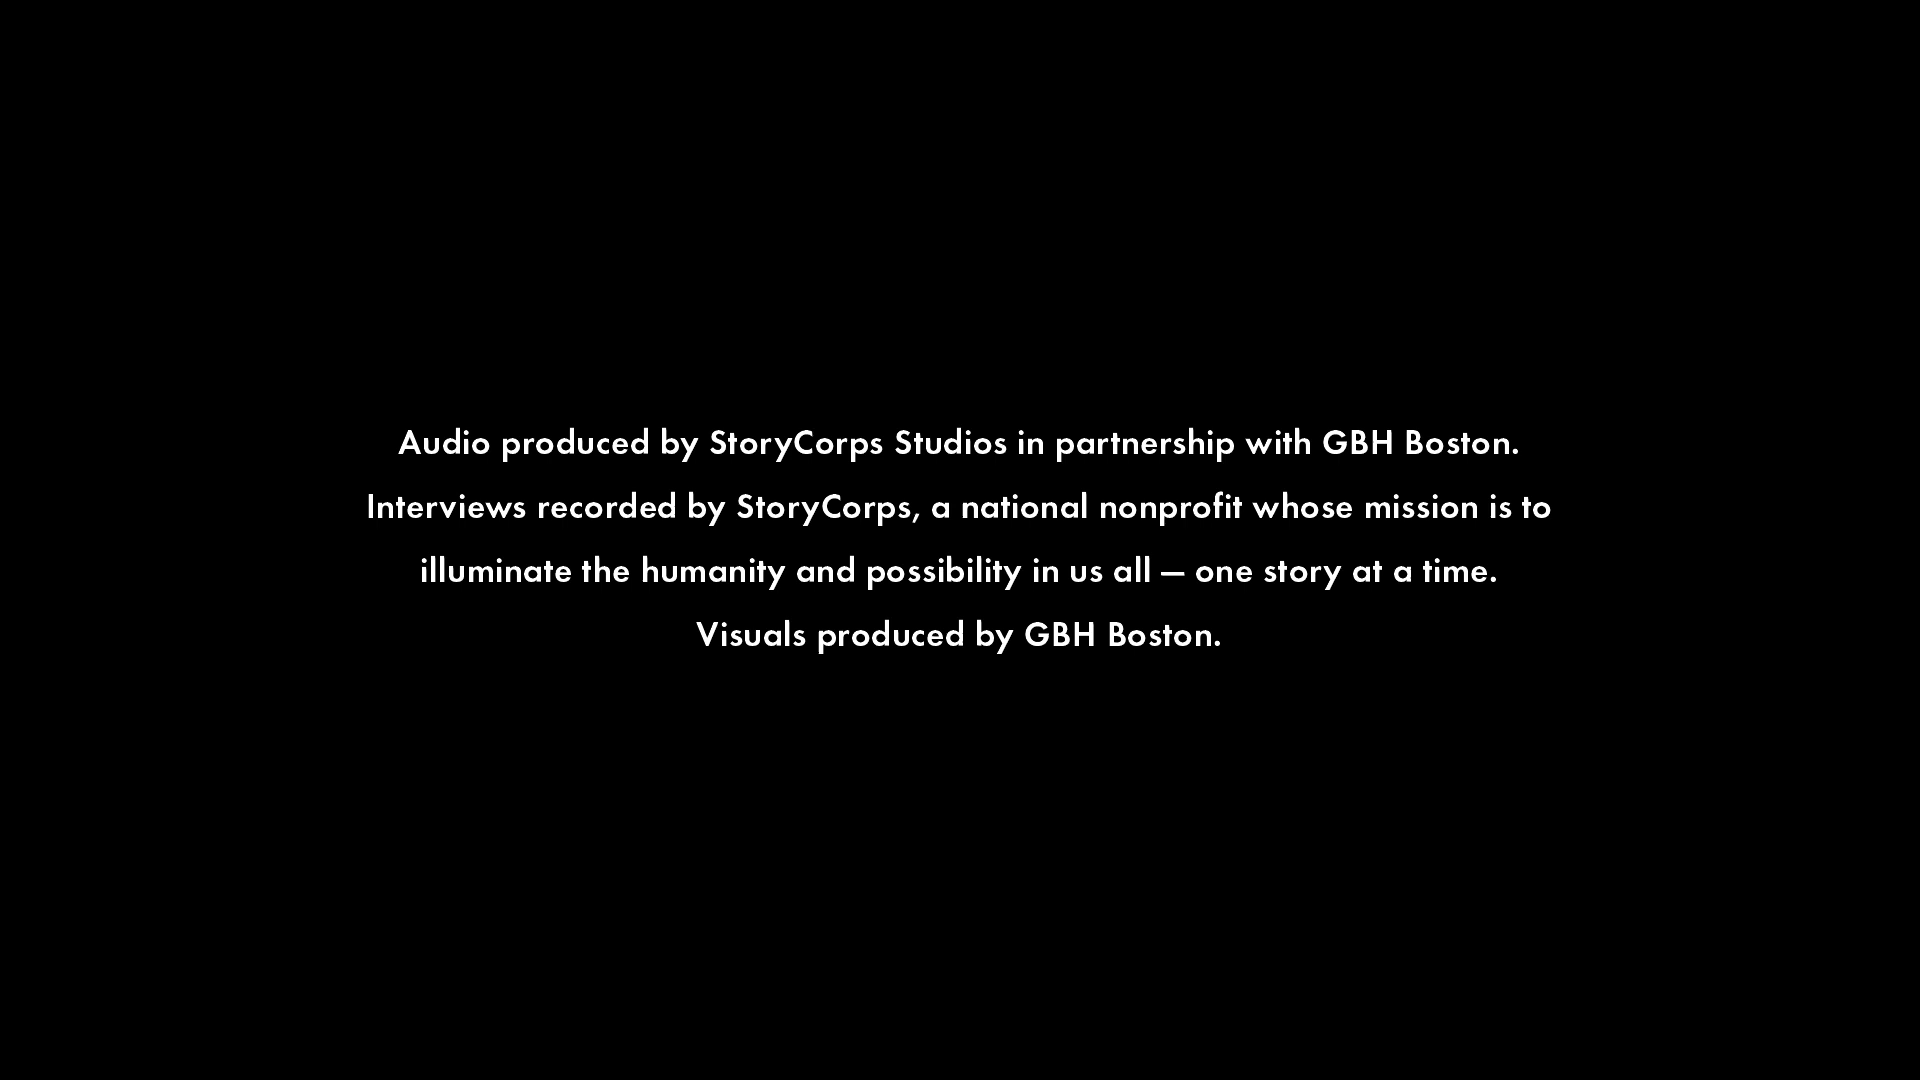 Audio produced by StoryCorps Studios in partnership with GBH Boston.
Interviews recorded by StoryCorps, a national nonprofit whose mission is to
illuminate the humanity and possibility in us all — one story at a time.
Visuals produced by GBH Boston.